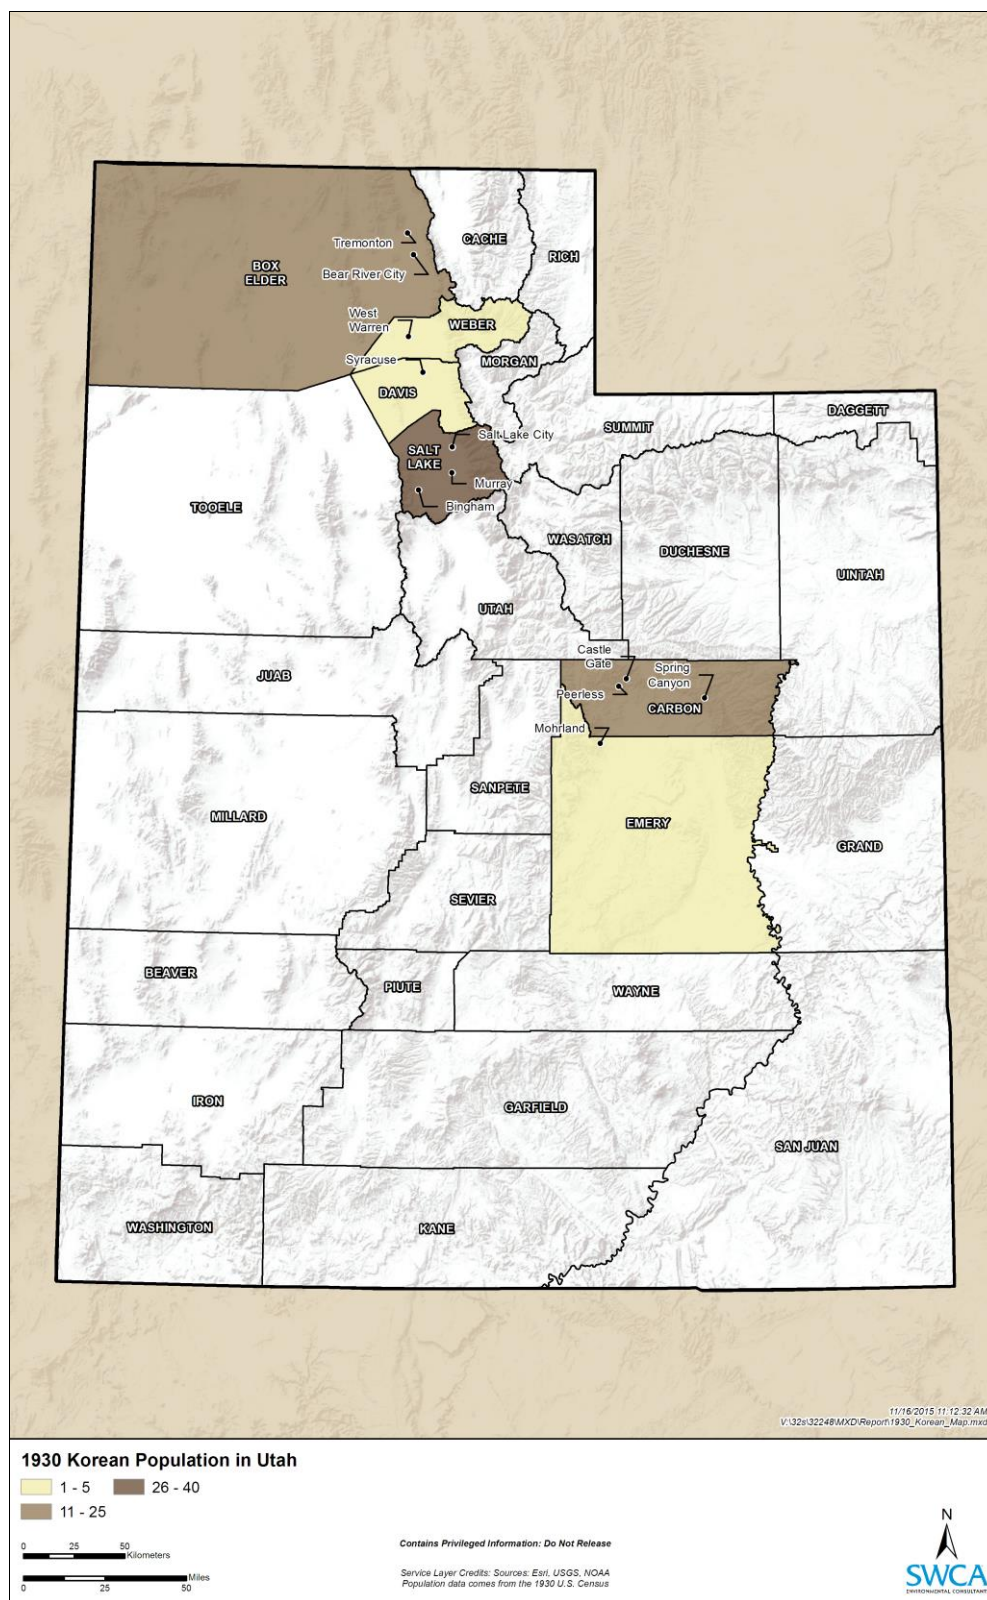 CACHE
Tremonton
RICH
BOX
ELDER
Bear River City
West
Warren
WEBER
Syracuse
MORGAN
DAVIS
DAGGETT
SUMMIT
Salt Lake City
SALT
LAKE
Murray
TOOELE
Bingham
WASATCH
DUCHESNE
UINTAH
UTAH
Castle
Gate
Spring
Canyon
JUAB
Peerless
CARBON
Mohrland
SANPETE
MILLARD
EMERY
GRAND
SEVIER
BEAVER
PIUTE
WAYNE
IRON
GARFIELD
SAN JUAN
WASHINGTON
KANE
11/16/2015 11:12:32 AM
V:\32s\32248\MXD\Report\1930_Korean_Map.mxd
1930 Korean Population in Utah
1 - 5
26 - 40
11 - 25
0 25 50
Kilometers
Miles
0 25 50
Contains Privileged Information: Do Not Release
Service Layer Credits: Sources: Esri, USGS, NOAA
Population data comes from the 1930 U.S. Census
N
SWCA
ENVIRONMENTAL CONSULTANTS